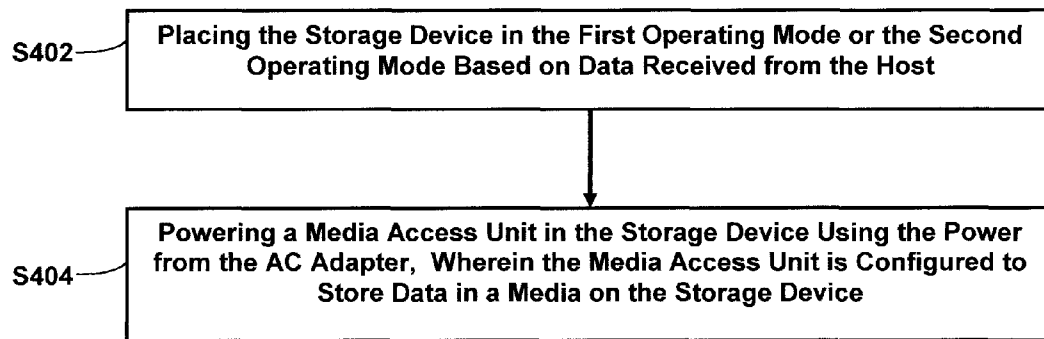 S402
Placing the Storage Device in the First Operating Mode or the Second
Operating Mode Based on Data Received from the Host
S404
Powering a Media Access Unit in the Storage Device Using the Power
from the AC Adapter, Wherein the Media Access Unit is Configured to
Store Data in a Media on the Storage Device